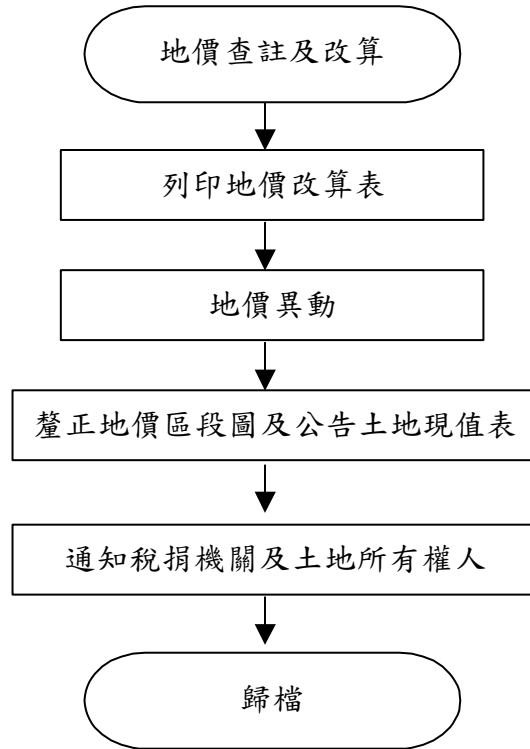 地價查註及改算
列印地價改算表
地價異動
釐正地價區段圖及公告土地現值表
通知稅捐機關及土地所有權人
歸檔